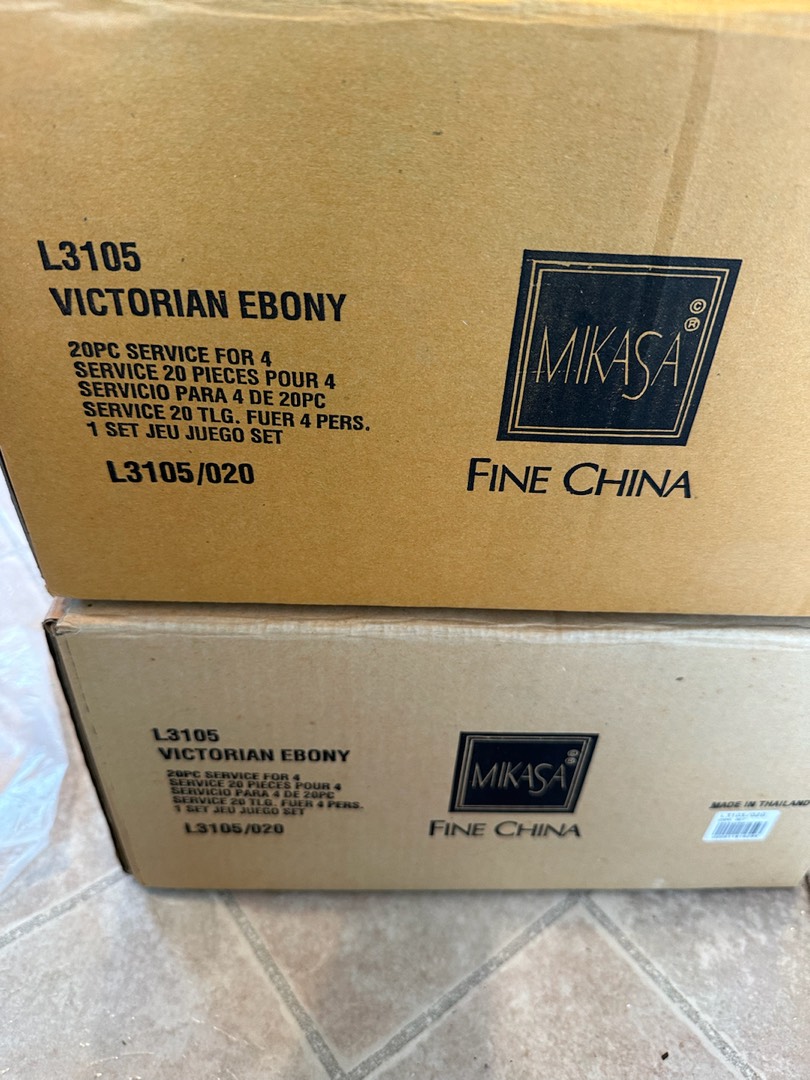 L3105
VICTORIAN EBONY
20PC SERVICE FOR 4
SERVICE 20 PIECES POUR 4
SERVICIO PARA 4 DE 20PC
SERVICE 20 TLG. FUER 4 PERS.
1 SET JEU JUEGO SET
L3105/020
MIKASA
©
®
FINE CHINA
L3105
VICTORIAN EBONY
20PC SERVICE FOR 4
SERVICE 20 PIECES POUR 4
SERVICIO PARA 4 DE 20PC
SERVICE 20 TLG. FUER 4 PERS.
1 SET JEU JUEGO SET
L3105/020
MIKASA
©
®
FINE CHINA
MADE IN THAILAND
L3105/020